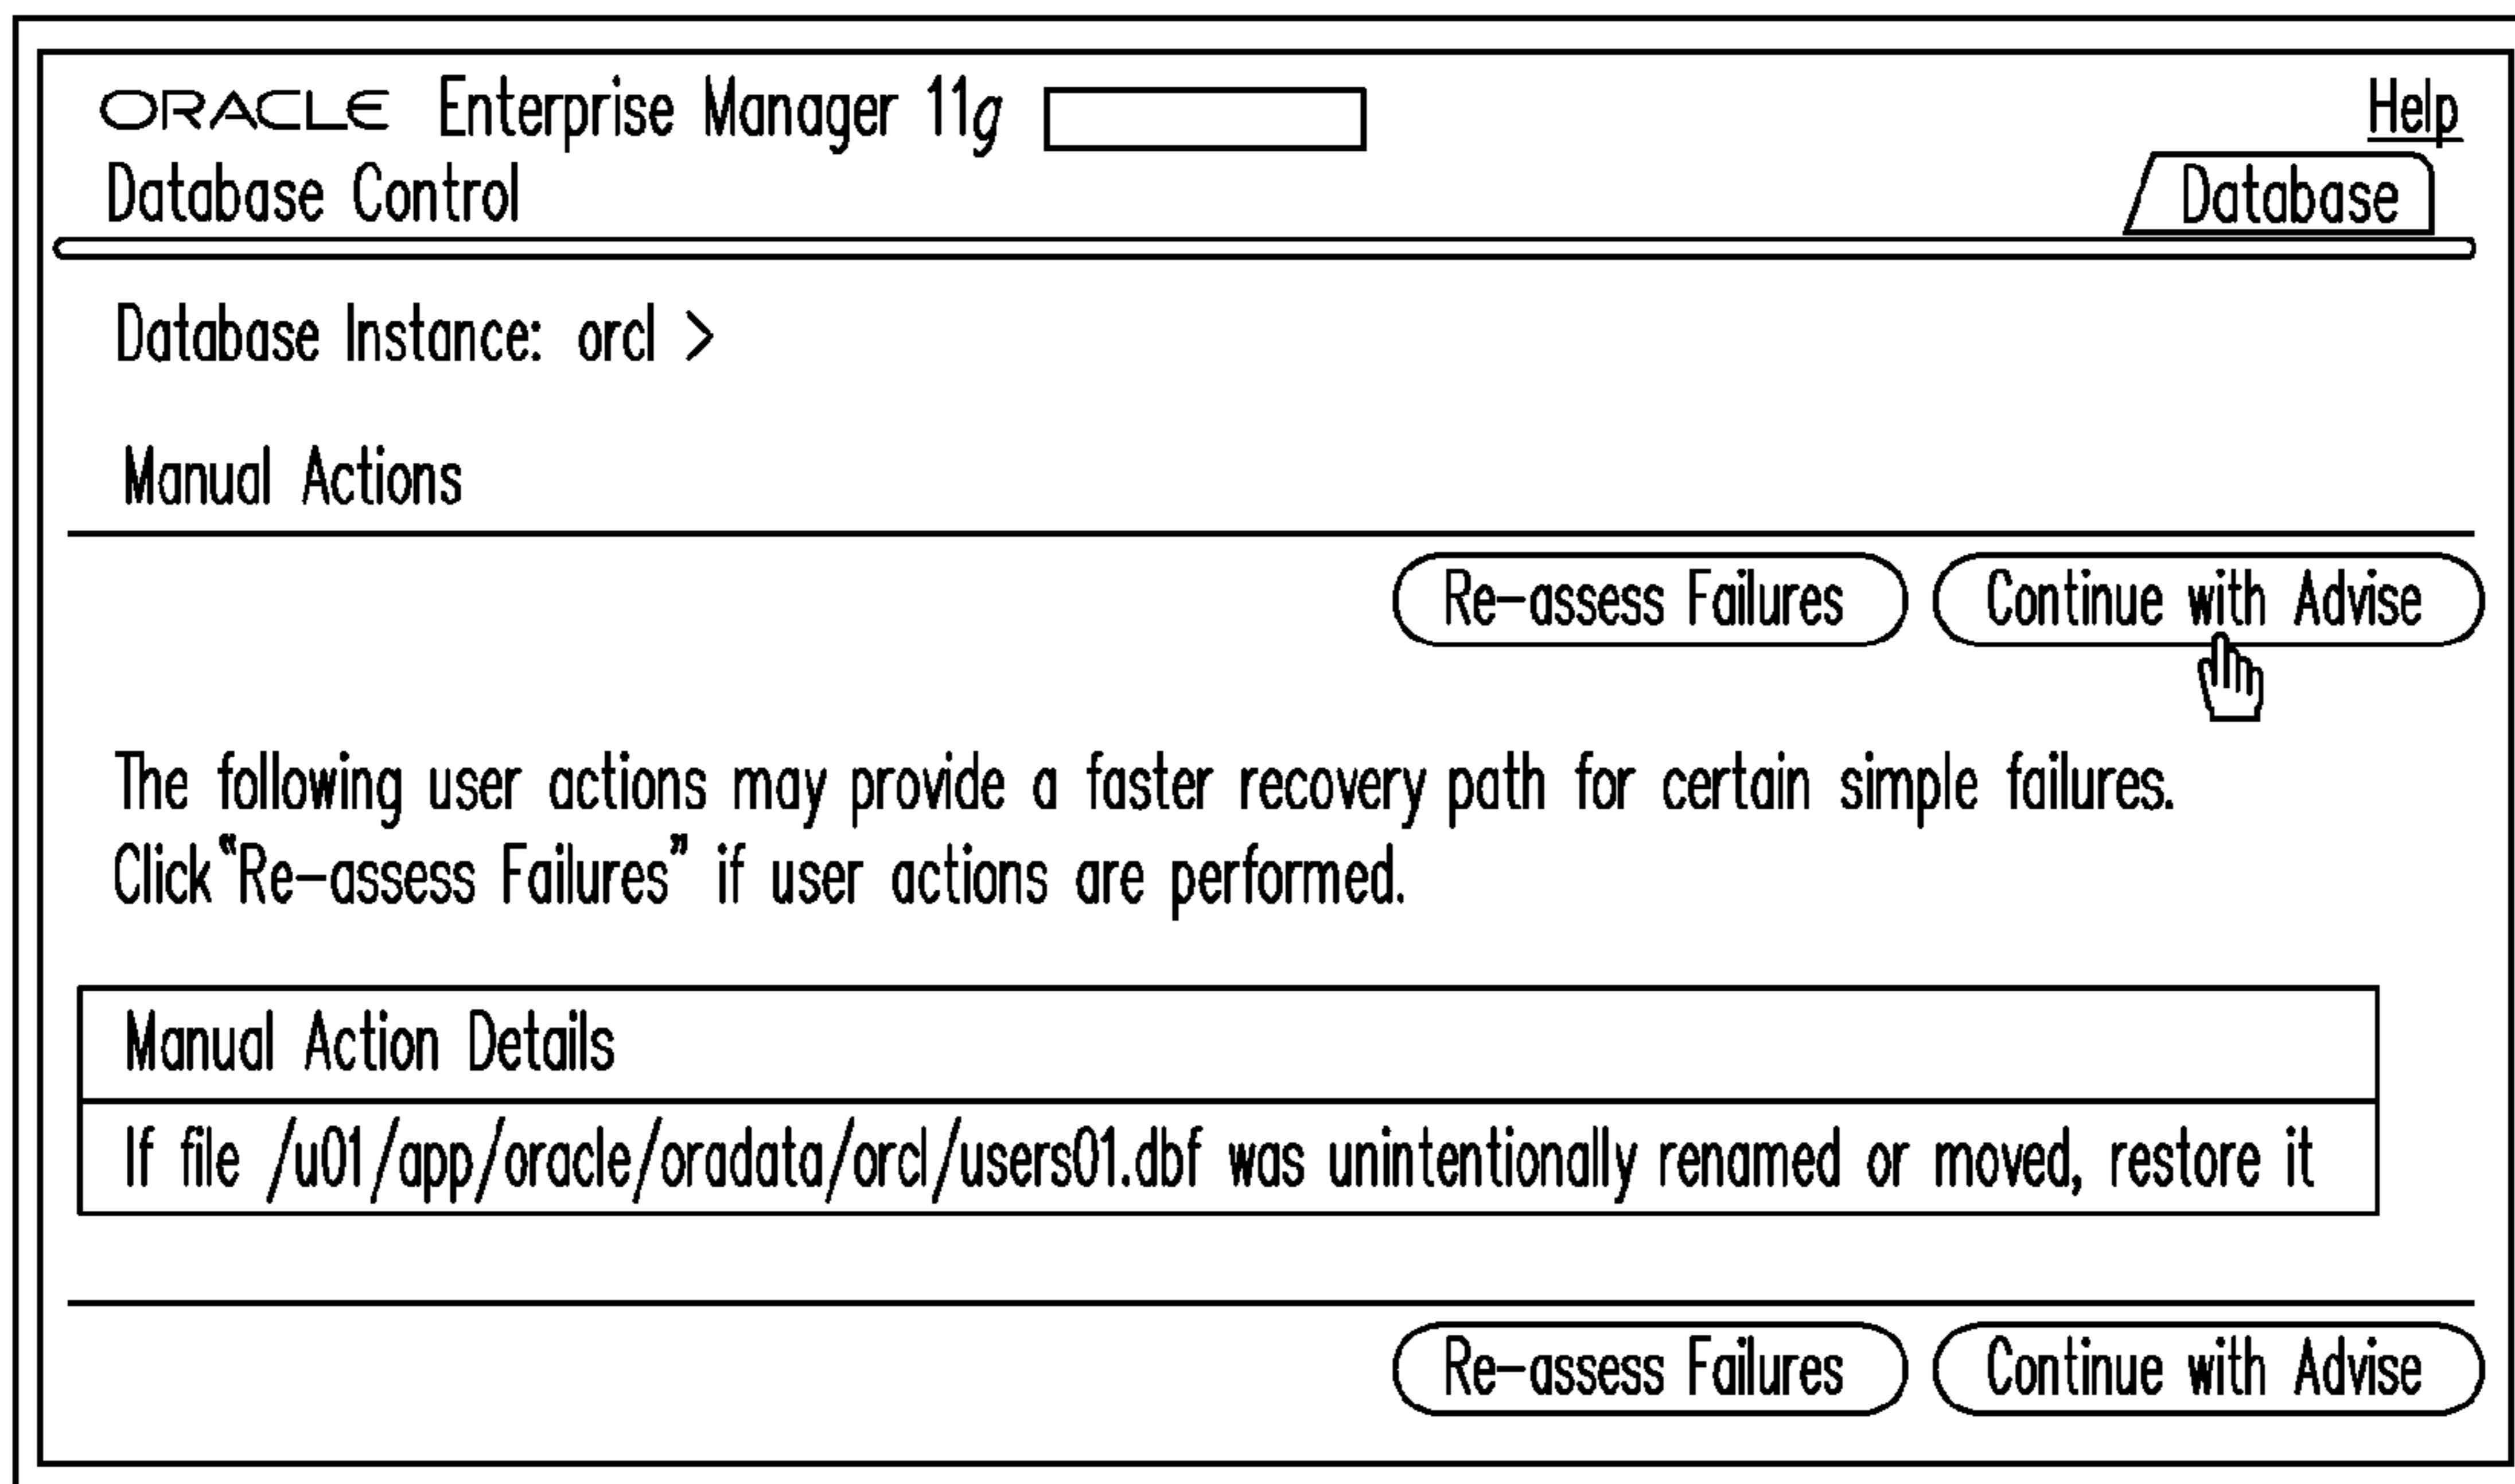 ORACLE Enterprise Manager 11g
Help
Database Control
Database
Database Instance: orcl >
Manual Actions
Re-assess Failures
Continue with Advise
The following user actions may provide a faster recovery path for certain simple failures.
Click "Re-assess Failures" if user actions are performed.
Manual Action Details
If file /u01/app/oracle/oradata/orcl/users01.dbf was unintentionally renamed or moved, restore it
Re-assess Failures
Continue with Advise